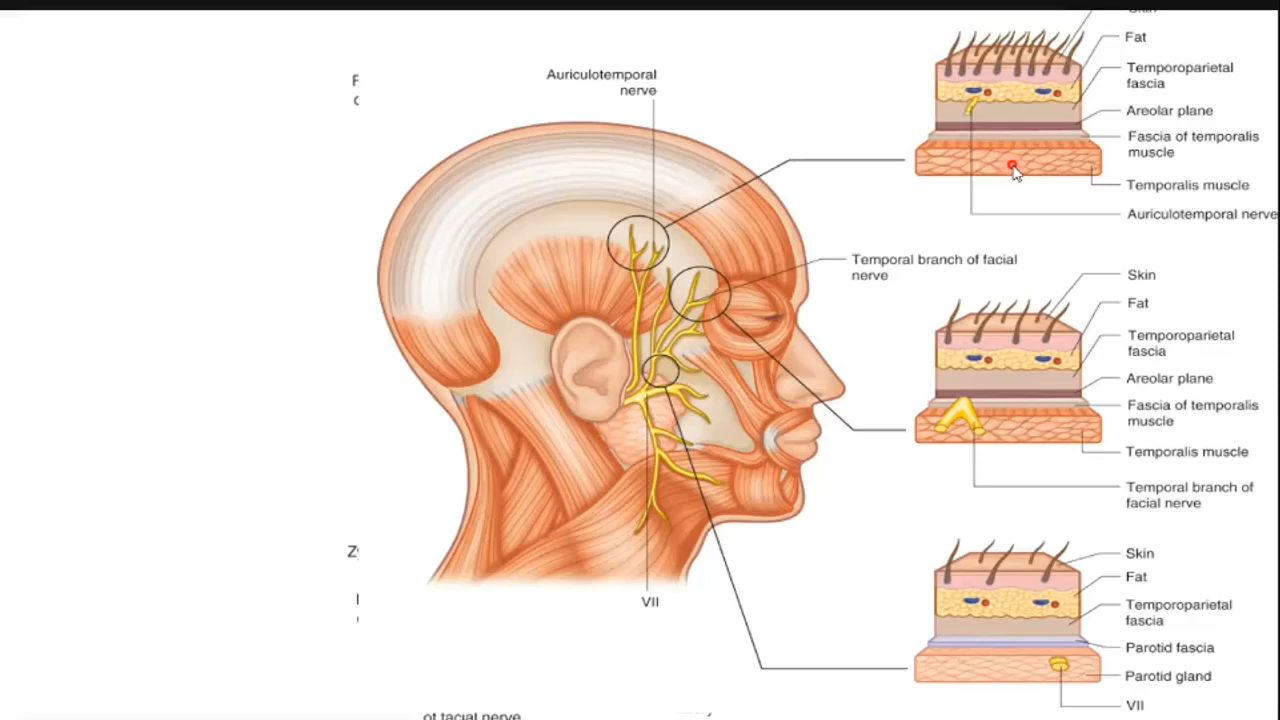 Auriculotemporal
nerve
Skin
Fat
Temporoparietal
fascia
Areolar plane
Fascia of temporalis
muscle
Temporalis muscle
Auriculotemporal nerve
Temporal branch of facial
nerve
Skin
Fat
Temporoparietal
fascia
Areolar plane
Fascia of temporalis
muscle
Temporalis muscle
Temporal branch of
facial nerve
VII
Skin
Fat
Temporoparietal
fascia
Parotid fascia
Parotid gland
VII
of facial nerve